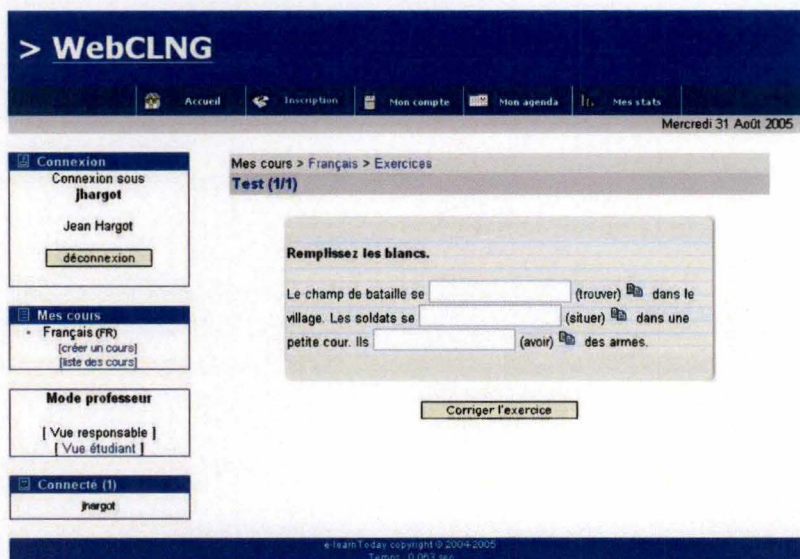 > WebCLNG
Accueil Inscription Mon compte Mon agenda Mes stats
Mercredi 31 Août 2005
Connexion
Connexion sous
jhargot
Jean Hargot
déconnexion
Mes cours
Français (FR)
[créer un cours]
[liste des cours]
Mode professeur
[ Vue responsable ]
[ Vue étudiant ]
Connecté (1)
jhargot
Mes cours > Français > Exercices
Test (1/1)
Remplissez les blancs.
Le champ de bataille se (trouver) dans le
village. Les soldats se (situer) dans une
petite cour. Ils (avoir) des armes.
Corriger l'exercice
e-learnToday copyright © 2004-2005
Temps : 0.063 sec